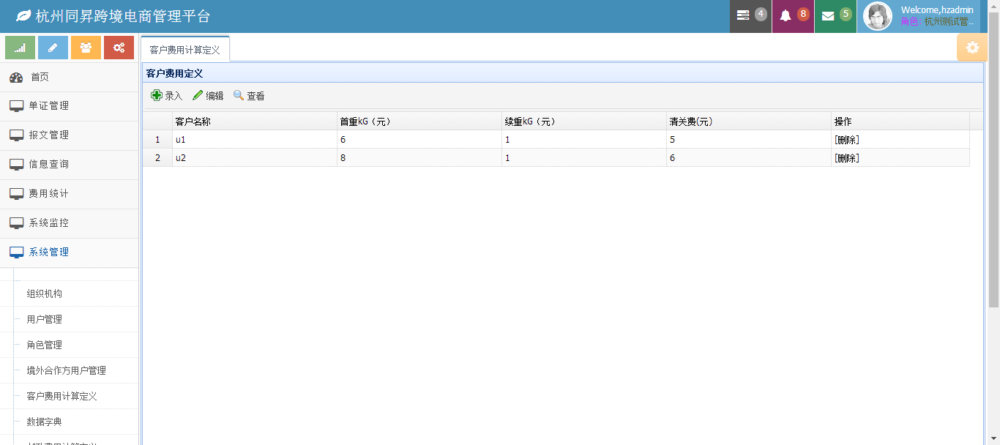 杭州同昇跨境电商管理平台
4
8
5
Welcome,hzadmin
角色: 杭州测试管..
客户费用计算定义
首页
单证管理
报文管理
信息查询
费用统计
系统监控
系统管理
组织机构
用户管理
角色管理
境外合作方用户管理
客户费用计算定义
数据字典
客户费用定义
录入 编辑 查看
客户名称 首重kG（元） 续重kG（元） 清关费(元) 操作
1 u1 6 1 5 [删除]
2 u2 8 1 6 [删除]